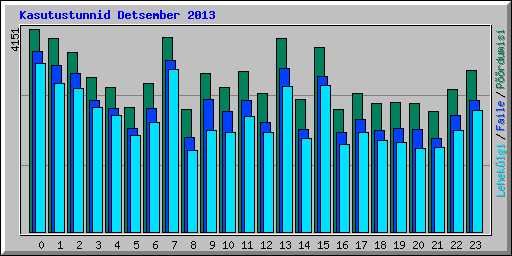 Kasutustunnid Detsember 2013
4151
Lehekülgi / Faile / Pöördumisi
0 1 2 3 4 5 6 7 8 9 10 11 12 13 14 15 16 17 18 19 20 21 22 23